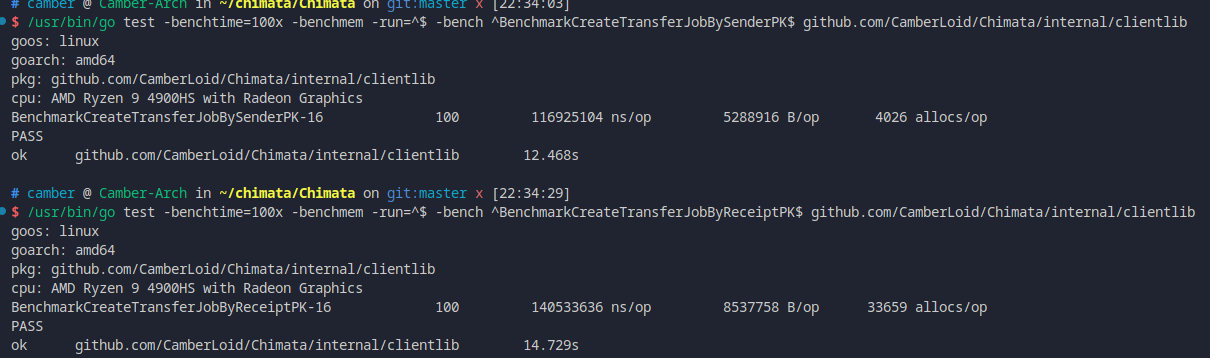 # camber @ Camber-Arch in ~/chimata/Chimata on git:master x [22:34:03]
$ /usr/bin/go test -benchtime=100x -benchmem -run=^$ -bench ^BenchmarkCreateTransferJobBySenderPK$ github.com/CamberLoid/Chimata/internal/clientlib
goos: linux
goarch: amd64
pkg: github.com/CamberLoid/Chimata/internal/clientlib
cpu: AMD Ryzen 9 4900HS with Radeon Graphics
BenchmarkCreateTransferJobBySenderPK-16 100 116925104 ns/op 5288916 B/op 4026 allocs/op
PASS
ok github.com/CamberLoid/Chimata/internal/clientlib 12.468s
# camber @ Camber-Arch in ~/chimata/Chimata on git:master x [22:34:29]
$ /usr/bin/go test -benchtime=100x -benchmem -run=^$ -bench ^BenchmarkCreateTransferJobByReceiptPK$ github.com/CamberLoid/Chimata/internal/clientlib
goos: linux
goarch: amd64
pkg: github.com/CamberLoid/Chimata/internal/clientlib
cpu: AMD Ryzen 9 4900HS with Radeon Graphics
BenchmarkCreateTransferJobByReceiptPK-16 100 140533636 ns/op 8537758 B/op 33659 allocs/op
PASS
ok github.com/CamberLoid/Chimata/internal/clientlib 14.729s